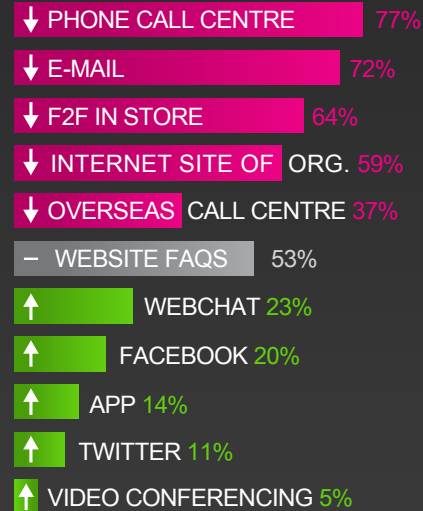 ↓ PHONE CALL CENTRE 77%
↓ E-MAIL 72%
↓ F2F IN STORE 64%
↓ INTERNET SITE OF ORG. 59%
↓ OVERSEAS CALL CENTRE 37%
– WEBSITE FAQS 53%
↑ WEBCHAT 23%
↑ FACEBOOK 20%
↑ APP 14%
↑ TWITTER 11%
↑ VIDEO CONFERENCING 5%